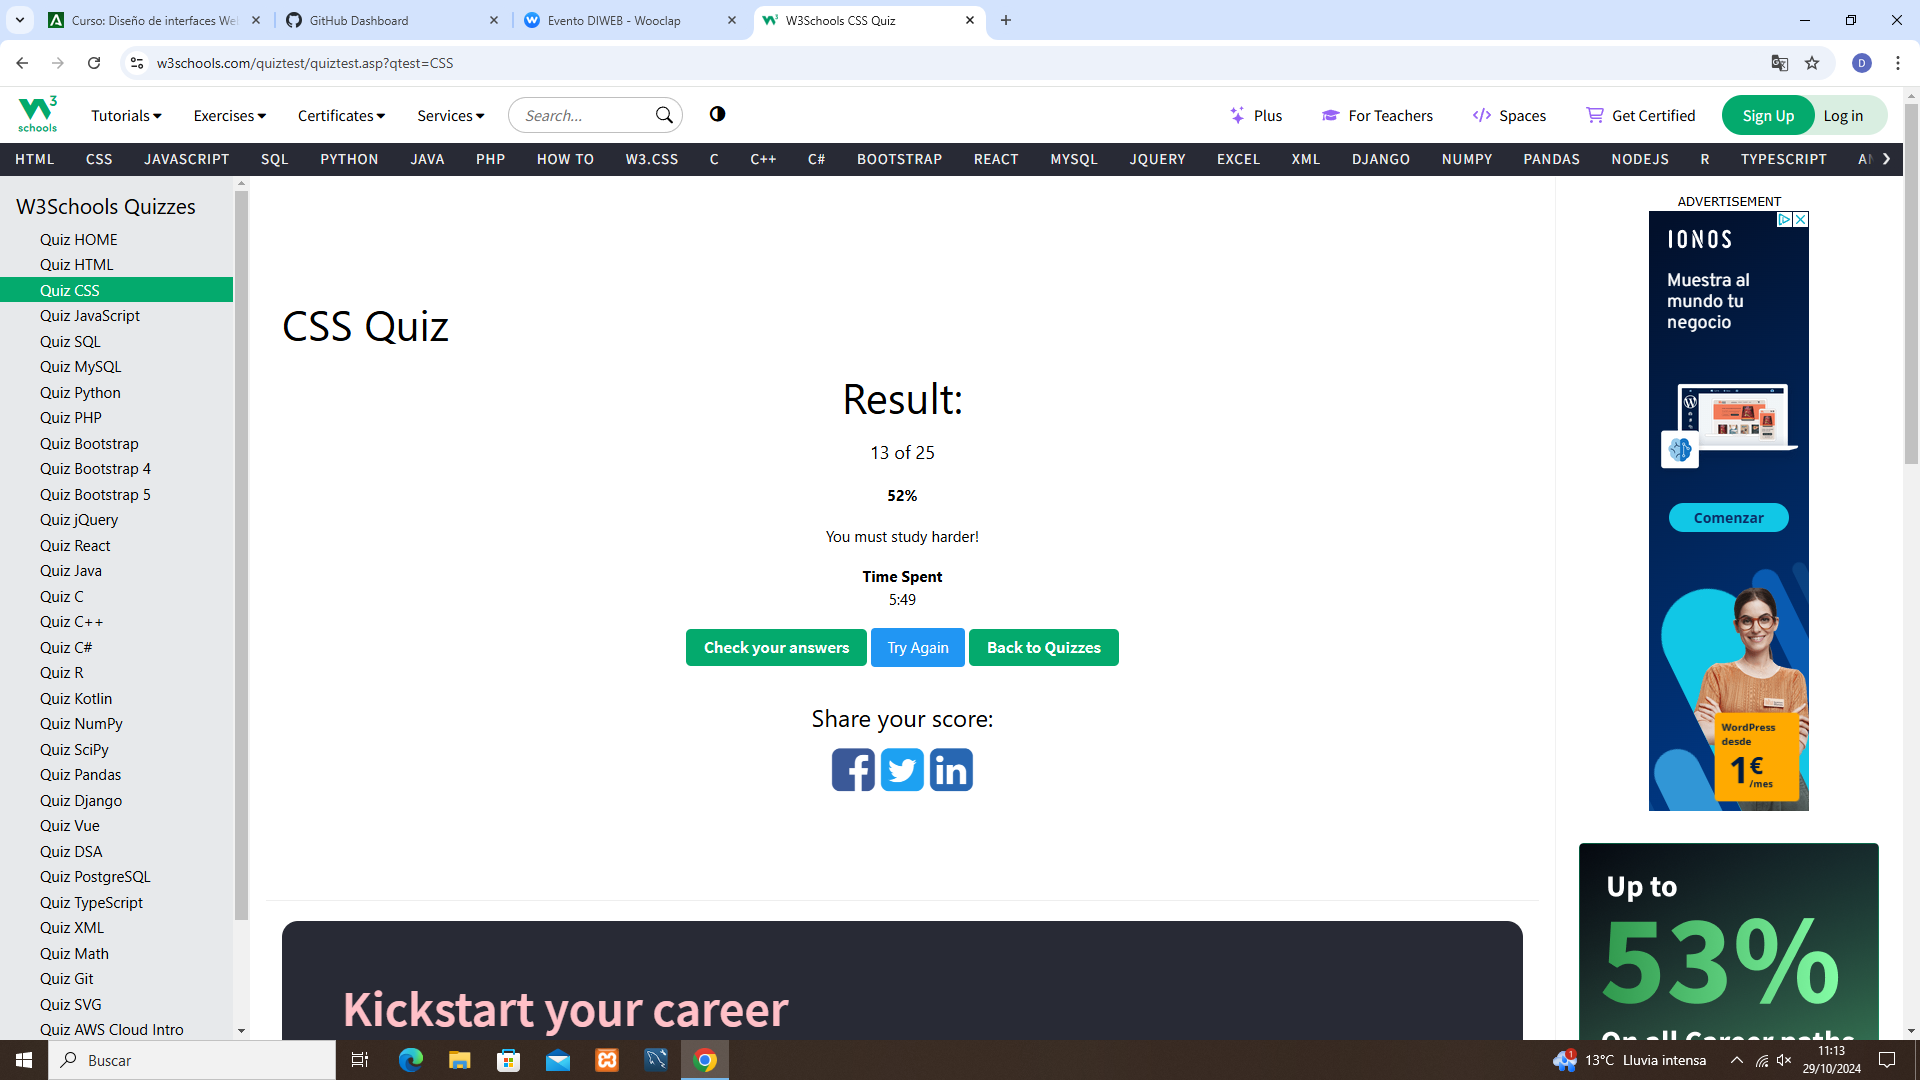 Curso: Diseño de interfaces We
GitHub Dashboard
Evento DIWEB - Wooclap
W3Schools CSS Quiz
w3schools.com/quiztest/quiztest.asp?qtest=CSS
D
W3
schools
Tutorials
Exercises
Certificates
Services
Search...
Plus
For Teachers
Spaces
Get Certified
Sign Up
Log in
HTML CSS JAVASCRIPT SQL PYTHON JAVA PHP HOW TO W3.CSS C C++ C# BOOTSTRAP REACT MYSQL JQUERY EXCEL XML DJANGO NUMPY PANDAS NODEJS R TYPESCRIPT
W3Schools Quizzes
Quiz HOME
Quiz HTML
Quiz CSS
Quiz JavaScript
Quiz SQL
Quiz MySQL
Quiz Python
Quiz PHP
Quiz Bootstrap
Quiz Bootstrap 4
Quiz Bootstrap 5
Quiz jQuery
Quiz React
Quiz Java
Quiz C
Quiz C++
Quiz C#
Quiz R
Quiz Kotlin
Quiz NumPy
Quiz SciPy
Quiz Pandas
Quiz Django
Quiz Vue
Quiz DSA
Quiz PostgreSQL
Quiz TypeScript
Quiz XML
Quiz Math
Quiz Git
Quiz SVG
Quiz AWS Cloud Intro
CSS Quiz
Result:
13 of 25
52%
You must study harder!
Time Spent
5:49
Check your answers
Try Again
Back to Quizzes
Share your score:
Kickstart your career
ADVERTISEMENT
IONOS
Muestra al
mundo tu
negocio
Comenzar
WordPress
desde
1€
/mes
Up to
53%
On all Career paths
Buscar
1
13°C Lluvia intensa
11:13
29/10/2024